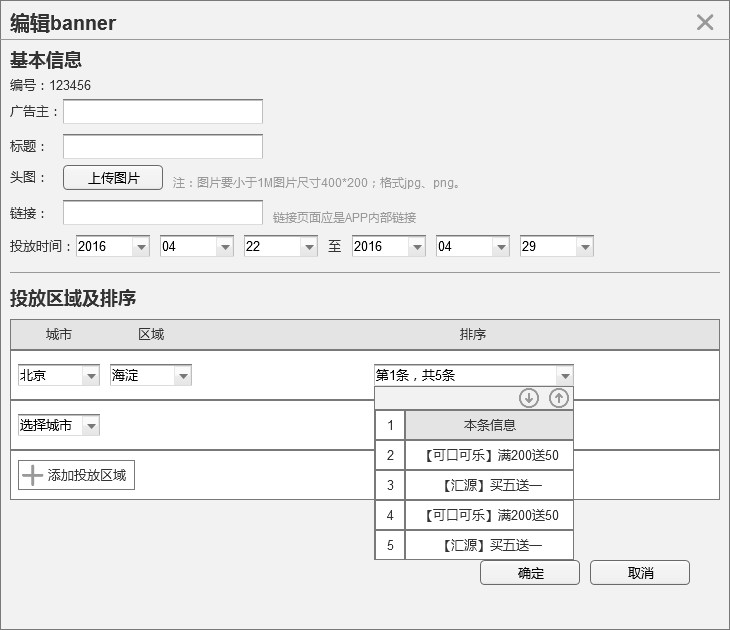 编辑banner
基本信息
编号：123456
广告主：
标题：
头图： 上传图片 注：图片要小于1M图片尺寸400*200；格式jpg、png。
链接： 链接页面应是APP内部链接
投放时间： 2016 04 22 至 2016 04 29
投放区域及排序
城市 区域 排序
北京 海淀 第1条，共5条
1 本条信息
选择城市
2 【可口可乐】满200送50
添加投放区域
3 【汇源】买五送一
4 【可口可乐】满200送50
5 【汇源】买五送一
确定 取消